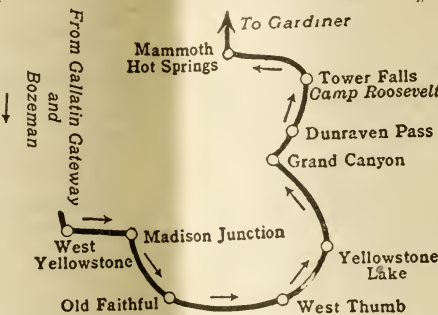 To Gardiner
Mammoth
Hot Springs
Tower Falls
Camp Roosevelt
Dunraven Pass
Grand Canyon
From Gallatin Gateway
and
Bozeman
West
Yellowstone
Madison Junction
Yellowstone
Lake
Old Faithful
West Thumb